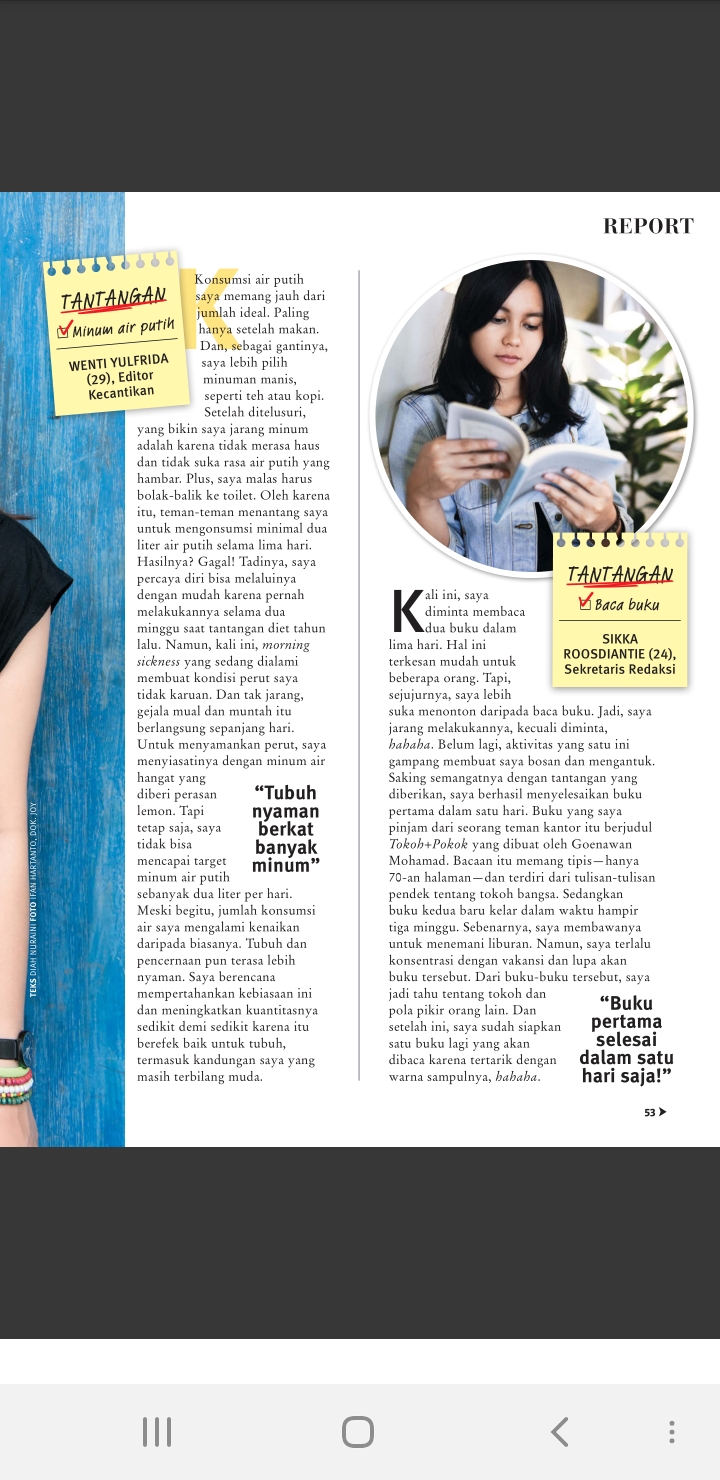 REPORT
TANTANGAN
Minum air putih
WENTI YULFRIDA
(29), Editor
Kecantikan
Konsumsi air putih
saya memang jauh dari
jumlah ideal. Paling
hanya setelah makan.
Dan, sebagai gantinya,
saya lebih pilih
minuman manis,
seperti teh atau kopi.
Setelah ditelusuri,
yang bikin saya jarang minum
adalah karena tidak merasa haus
dan tidak suka rasa air putih yang
hambar. Plus, saya malas harus
bolak-balik ke toilet. Oleh karena
itu, teman-teman menantang saya
untuk mengonsumsi minimal dua
liter air putih selama lima hari.
Hasilnya? Gagal! Tadinya, saya
percaya diri bisa melaluinya
dengan mudah karena pernah
melakukannya selama dua
minggu saat tantangan diet tahun
lalu. Namun, kali ini, morning
sickness yang sedang dialami
membuat kondisi perut saya
tidak karuan. Dan tak jarang,
gejala mual dan muntah itu
berlangsung sepanjang hari.
Untuk menyamankan perut, saya
menyiasatinya dengan minum air
hangat yang
diberi perasan
lemon. Tapi
tetap saja, saya
tidak bisa
mencapai target
minum air putih
sebanyak dua liter per hari.
Meski begitu, jumlah konsumsi
air saya mengalami kenaikan
daripada biasanya. Tubuh dan
pencernaan pun terasa lebih
nyaman. Saya berencana
mempertahankan kebiasaan ini
dan meningkatkan kuantitasnya
sedikit demi sedikit karena itu
berefek baik untuk tubuh,
termasuk kandungan saya yang
masih terbilang muda.
“Tubuh
nyaman
berkat
banyak
minum”
TANTANGAN
Baca buku
SIKKA
ROOSDIANTIE (24),
Sekretaris Redaksi
Kali ini, saya
diminta membaca
dua buku dalam
lima hari. Hal ini
terkesan mudah untuk
beberapa orang. Tapi,
sejujurnya, saya lebih
suka menonton daripada baca buku. Jadi, saya
jarang melakukannya, kecuali diminta,
hahaha. Belum lagi, aktivitas yang satu ini
gampang membuat saya bosan dan mengantuk.
Saking semangatnya dengan tantangan yang
diberikan, saya berhasil menyelesaikan buku
pertama dalam satu hari. Buku yang saya
pinjam dari seorang teman kantor itu berjudul
Tokoh+Pokok yang dibuat oleh Goenawan
Mohamad. Bacaan itu memang tipis—hanya
70-an halaman—dan terdiri dari tulisan-tulisan
pendek tentang tokoh bangsa. Sedangkan
buku kedua baru kelar dalam waktu hampir
tiga minggu. Sebenarnya, saya membawanya
untuk menemani liburan. Namun, saya terlalu
konsentrasi dengan vakansi dan lupa akan
buku tersebut. Dari buku-buku tersebut, saya
jadi tahu tentang tokoh dan
pola pikir orang lain. Dan
setelah ini, saya sudah siapkan
satu buku lagi yang akan
dibaca karena tertarik dengan
warna sampulnya, hahaha.
“Buku
pertama
selesai
dalam satu
hari saja!”
TEKS DIAH NURAINI FOTO IFAN HARTANTO, DOK. JOY
53